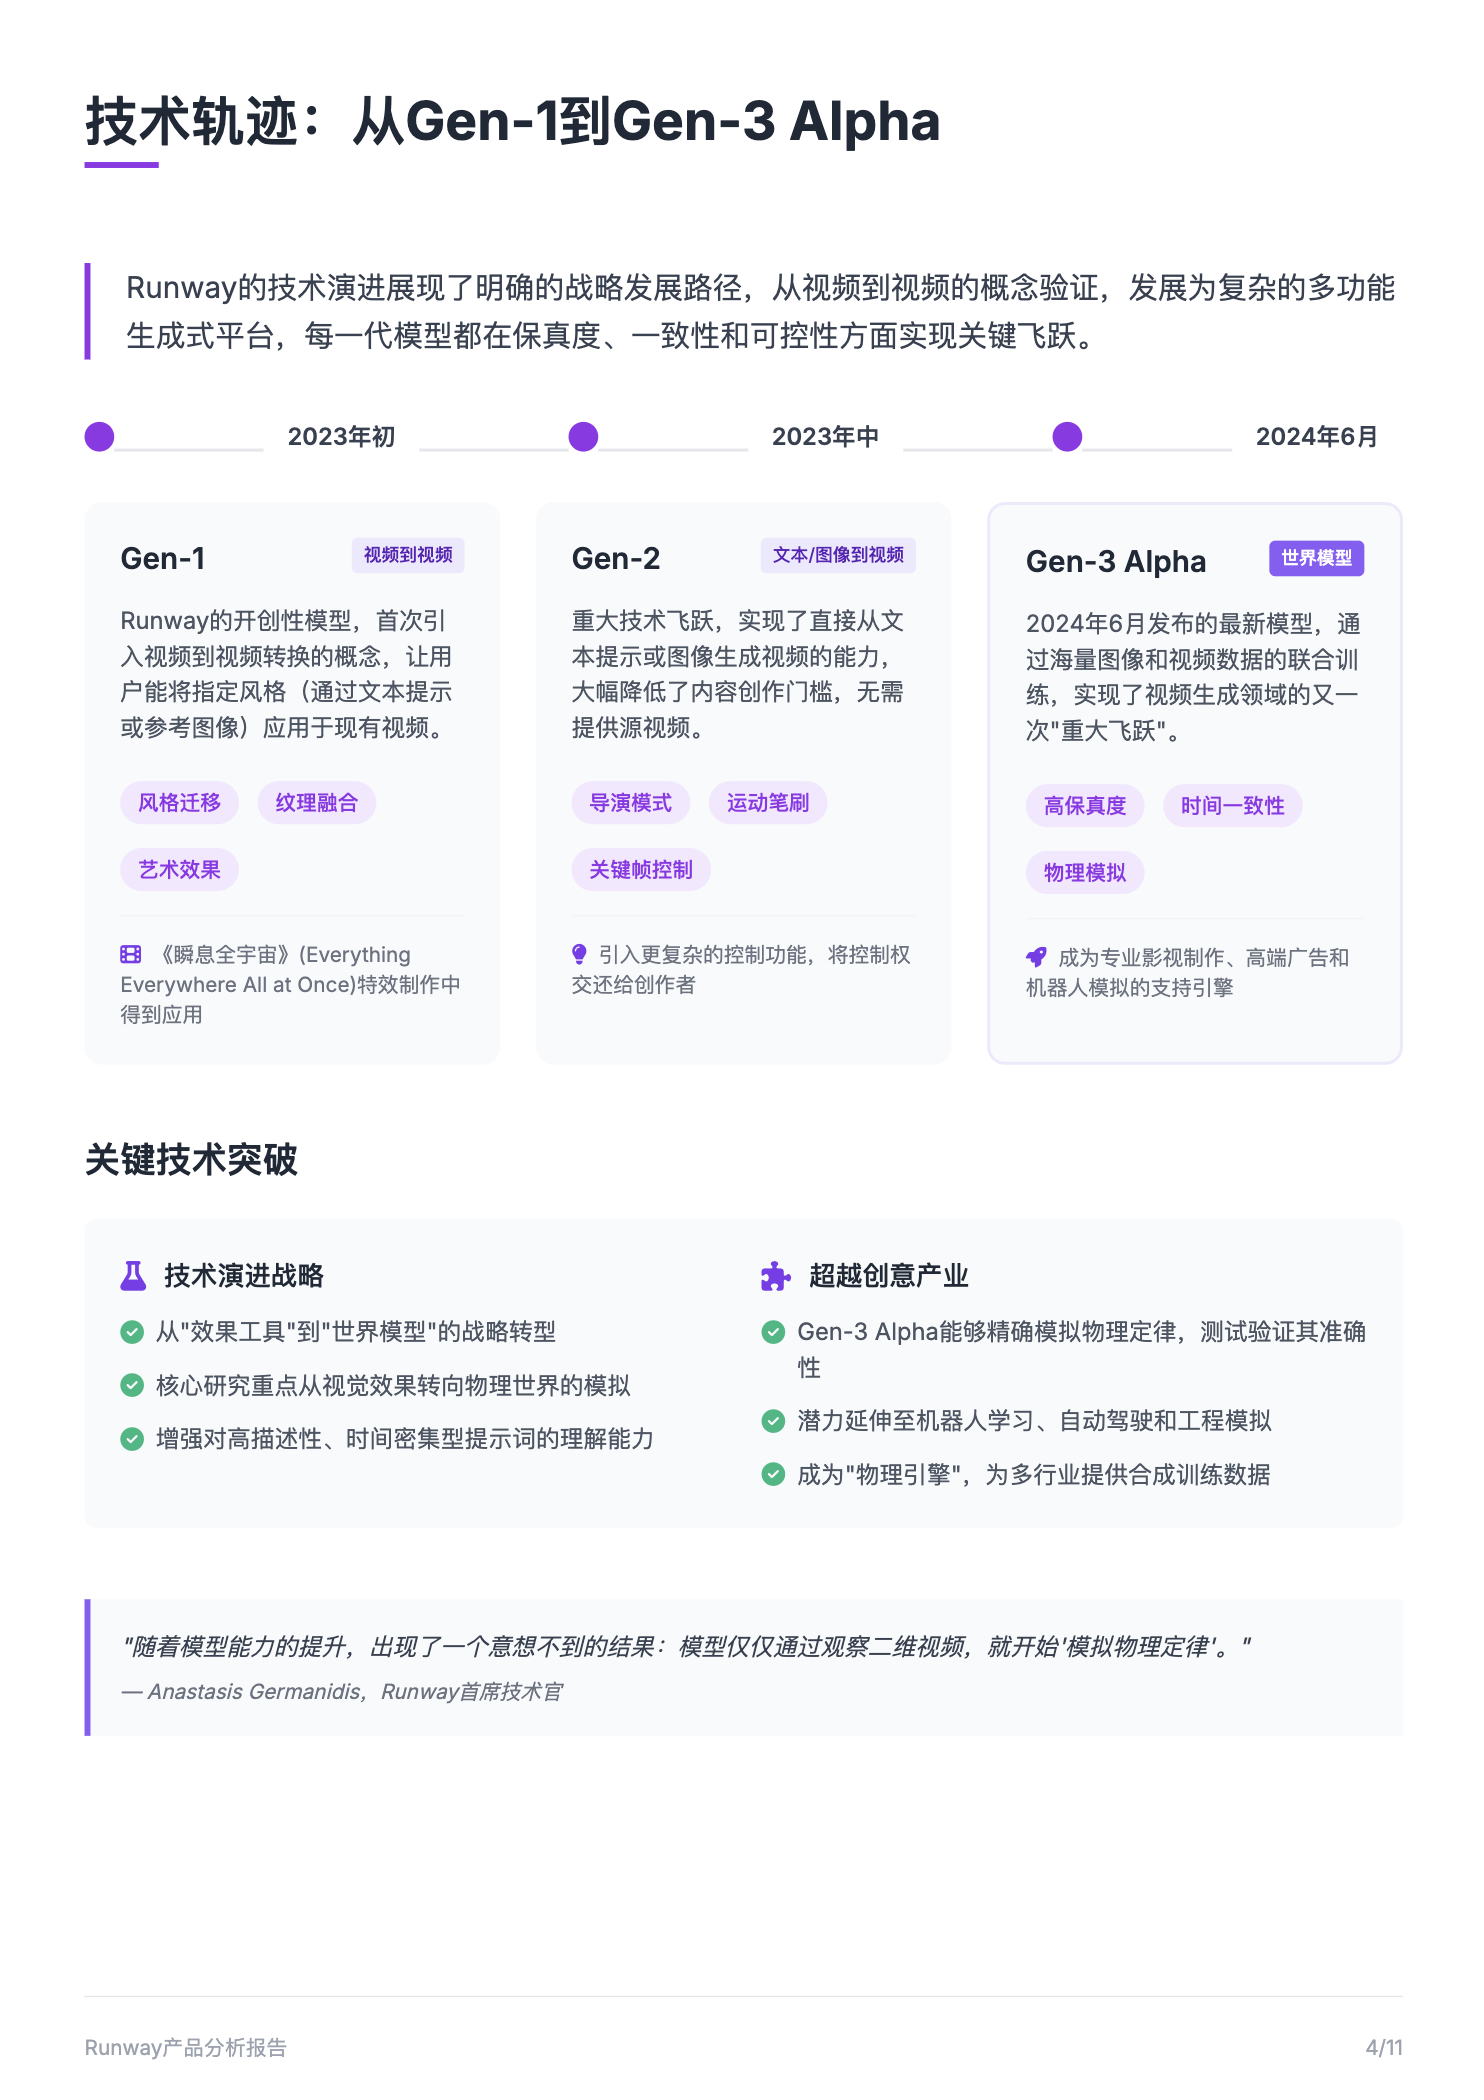 技术轨迹：从Gen-1到Gen-3 Alpha
Runway的技术演进展现了明确的战略发展路径，从视频到视频的概念验证，发展为复杂的多功能
生成式平台，每一代模型都在保真度、一致性和可控性方面实现关键飞跃。
2023年初
2023年中
2024年6月
Gen-1
视频到视频
Runway的开创性模型，首次引
入视频到视频转换的概念，让用
户能将指定风格（通过文本提示
或参考图像）应用于现有视频。
风格迁移
纹理融合
艺术效果
《瞬息全宇宙》(Everything
Everywhere All at Once)特效制作中
得到应用
Gen-2
文本/图像到视频
重大技术飞跃，实现了直接从文
本提示或图像生成视频的能力，
大幅降低了内容创作门槛，无需
提供源视频。
导演模式
运动笔刷
关键帧控制
引入更复杂的控制功能，将控制权
交还给创作者
Gen-3 Alpha
世界模型
2024年6月发布的最新模型，通
过海量图像和视频数据的联合训
练，实现了视频生成领域的又一
次"重大飞跃"。
高保真度
时间一致性
物理模拟
成为专业影视制作、高端广告和
机器人模拟的支持引擎
关键技术突破
技术演进战略
从"效果工具"到"世界模型"的战略转型
核心研究重点从视觉效果转向物理世界的模拟
增强对高描述性、时间密集型提示词的理解能力
超越创意产业
Gen-3 Alpha能够精确模拟物理定律，测试验证其准确
性
潜力延伸至机器人学习、自动驾驶和工程模拟
成为"物理引擎"，为多行业提供合成训练数据
"随着模型能力的提升，出现了一个意想不到的结果：模型仅仅通过观察二维视频，就开始'模拟物理定律'。"
— Anastasis Germanidis，Runway首席技术官
Runway产品分析报告
4/11